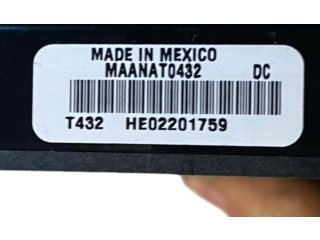 MADE IN MEXICO
MAANAT0432 DC
T432 HE02201759